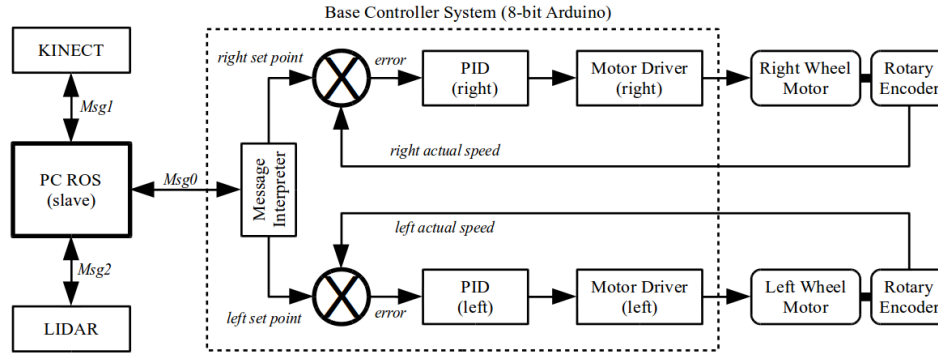 Base Controller System (8-bit Arduino)
KINECT
Msg1
PC ROS
(slave)
Msg0
Msg2
LIDAR
Message
Interpreter
right set point
error
PID
(right)
Motor Driver
(right)
Right Wheel
Motor
Rotary
Encoder
right actual speed
left actual speed
left set point
error
PID
(left)
Motor Driver
(left)
Left Wheel
Motor
Rotary
Encoder